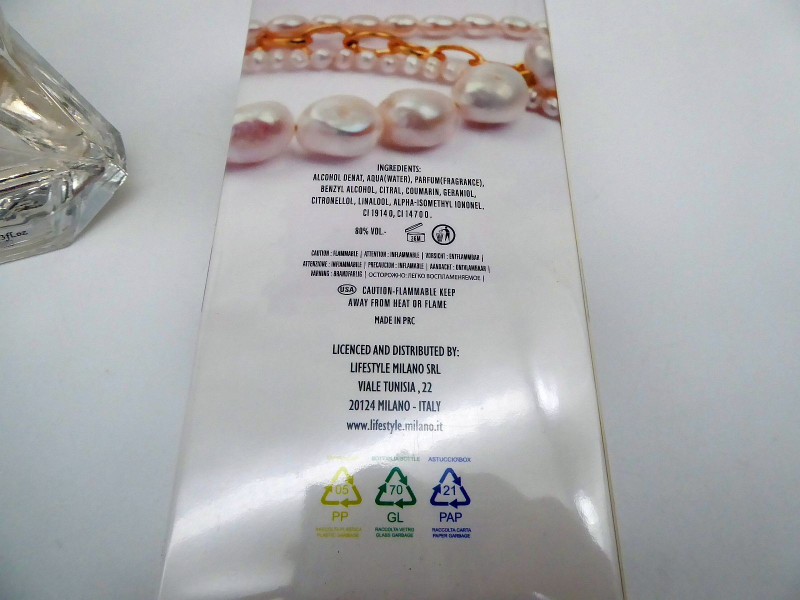 INGREDIENTS:
ALCOHOL DENAT, AQUA(WATER), PARFUM(FRAGRANCE),
BENZYL ALCOHOL, CITRAL, COUMARIN, GERANIOL,
CITRONELLOL, LINALOOL, ALPHA-ISOMETHYL IONONEL.
CI 19140, CI 14700.
80% VOL.-
36M
CAUTION : FLAMMABLE | ATTENTION : INFLAMMABLE | VORSICHT : ENTFLAMMBAR |
ATTENZIONE : INFIAMMABILE | PRECAUCION : INFLAMABLE | AANDACHT : ONTVLAMBAAR |
VARNING : BRANDFARLIG | ОСТОРОЖНО: ЛЕГКО ВОСПЛАМЕНЯЕМОЕ |
USA CAUTION-FLAMMABLE KEEP
AWAY FROM HEAT OR FLAME
MADE IN PRC
LICENCED AND DISTRIBUTED BY:
LIFESTYLE MILANO SRL
VIALE TUNISIA , 22
20124 MILANO - ITALY
www.lifestyle.milano.it
ASTUCCIO\BOX
05 70 21
PP GL PAP
RACCOLTA VETRO RACCOLTA CARTA
GLASS GARBAGE PAPER GARBAGE
fl.oz